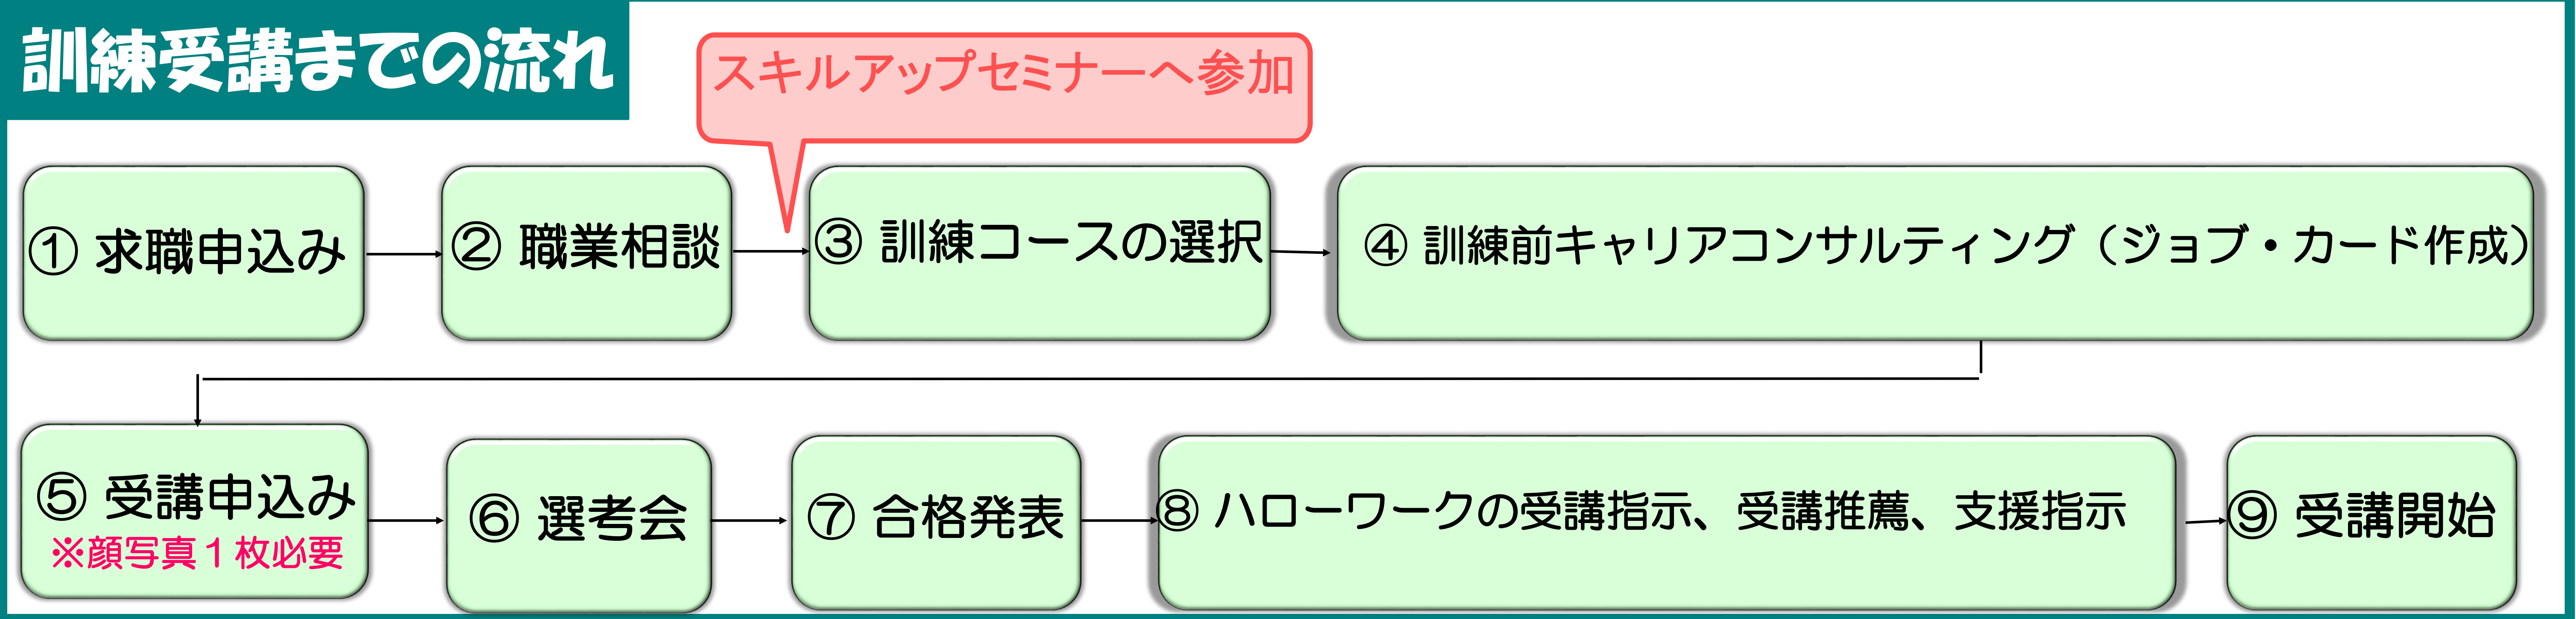 訓練受講までの流れ
スキルアップセミナーへ参加
① 求職申込み
② 職業相談
③ 訓練コースの選択
④ 訓練前キャリアコンサルティング（ジョブ・カード作成）
⑤ 受講申込み
※顔写真１枚必要
⑥ 選考会
⑦ 合格発表
⑧ ハローワークの受講指示、受講推薦、支援指示
⑨ 受講開始